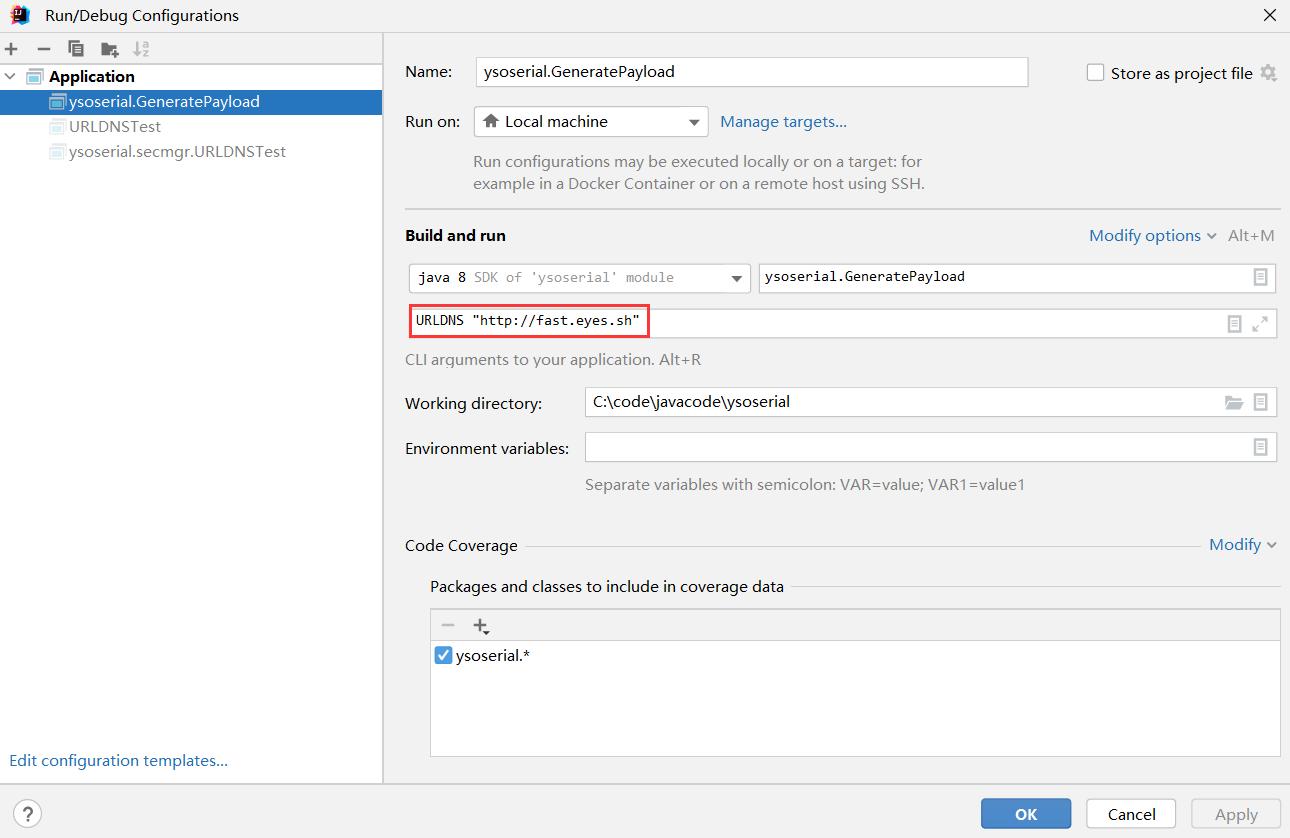 Run/Debug Configurations
Application
ysoserial.GeneratePayload
URLDNSTest
ysoserial.secmgr.URLDNSTest
Edit configuration templates...
Name: ysoserial.GeneratePayload Store as project file
Run on: Local machine Manage targets...
Run configurations may be executed locally or on a target: for
example in a Docker Container or on a remote host using SSH.
Build and run Modify options Alt+M
java 8 SDK of 'ysoserial' module ysoserial.GeneratePayload
URLDNS "http://fast.eyes.sh"
CLI arguments to your application. Alt+R
Working directory: C:\code\javacode\ysoserial
Environment variables:
Separate variables with semicolon: VAR=value; VAR1=value1
Code Coverage Modify
Packages and classes to include in coverage data
ysoserial.*
? OK Cancel Apply